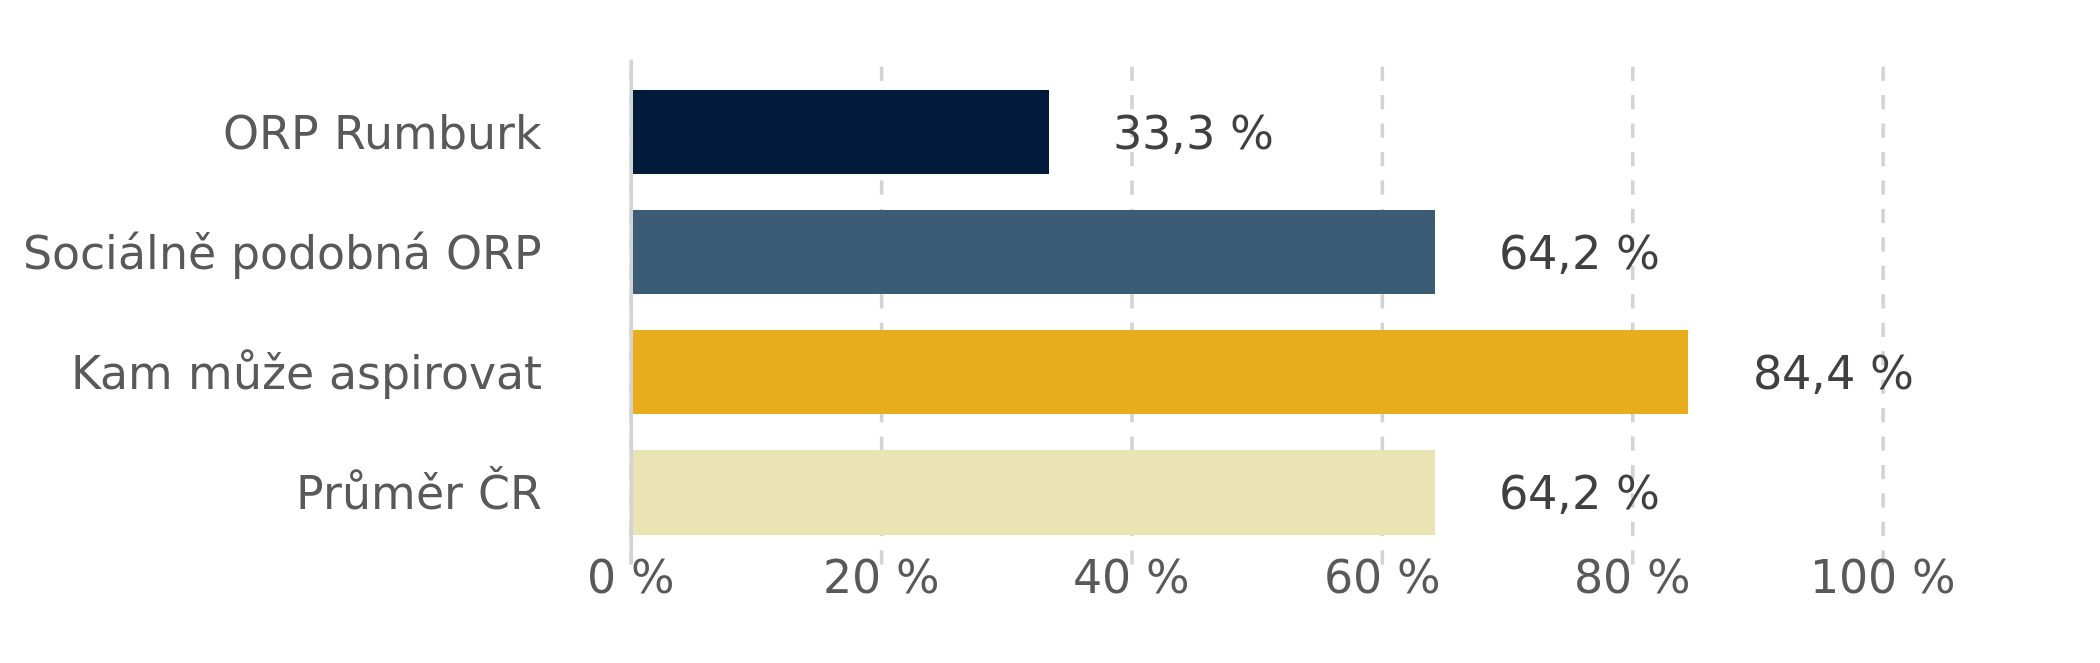 ORP Rumburk 33,3 %
Sociálně podobná ORP 64,2 %
Kam může aspirovat 84,4 %
Průměr ČR 64,2 %
0 % 20 % 40 % 60 % 80 % 100 %